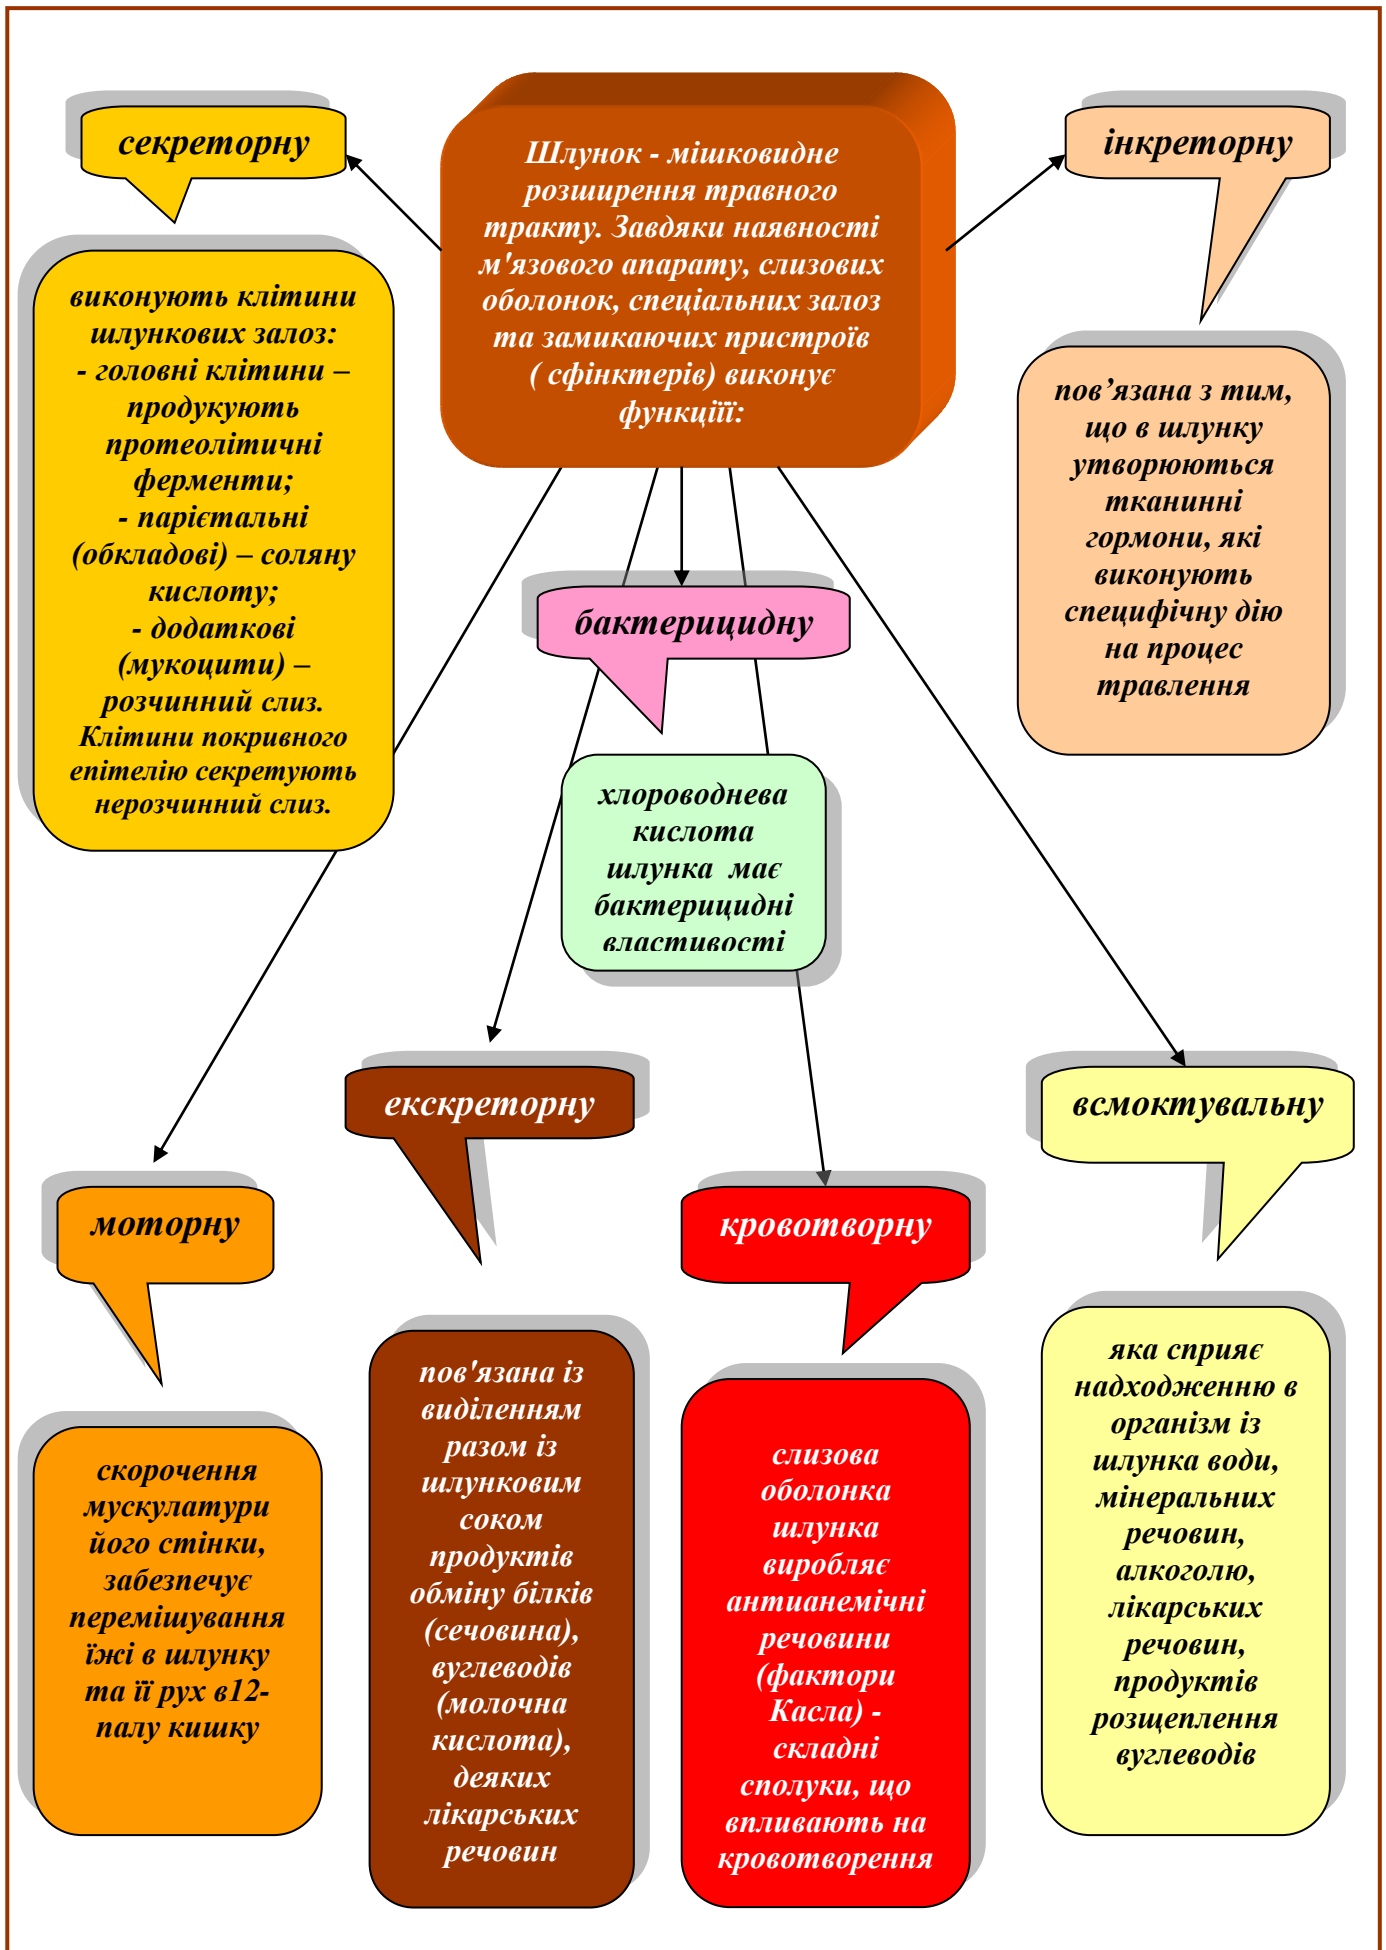 Шлунок - мішковидне
розширення травного
тракту. Завдяки наявності
м'язового апарату, слизових
оболонок, спеціальних залоз
та замикаючих пристроїв
( сфінктерів) виконує
функціїї:
секреторну
виконують клітини
шлункових залоз:
- головні клітини –
продукують
протеолітичні
ферменти;
- парієтальні
(обкладові) – соляну
кислоту;
- додаткові
(мукоцити) –
розчинний слиз.
Клітини покривного
епітелію секретують
нерозчинний слиз.
інкреторну
пов’язана з тим,
що в шлунку
утворюються
тканинні
гормони, які
виконують
специфічну дію
на процес
травлення
бактерицидну
хлороводнева
кислота
шлунка має
бактерицидні
властивості
моторну
скорочення
мускулатури
його стінки,
забезпечує
перемішування
їжі в шлунку
та її рух в12-
палу кишку
екскреторну
пов'язана із
виділенням
разом із
шлунковим
соком
продуктів
обміну білків
(сечовина),
вуглеводів
(молочна
кислота),
деяких
лікарських
речовин
кровотворну
слизова
оболонка
шлунка
виробляє
антианемічні
речовини
(фактори
Касла) -
складні
сполуки, що
впливають на
кровотворення
всмоктувальну
яка сприяє
надходженню в
організм із
шлунка води,
мінеральних
речовин,
алкоголю,
лікарських
речовин,
продуктів
розщеплення
вуглеводів